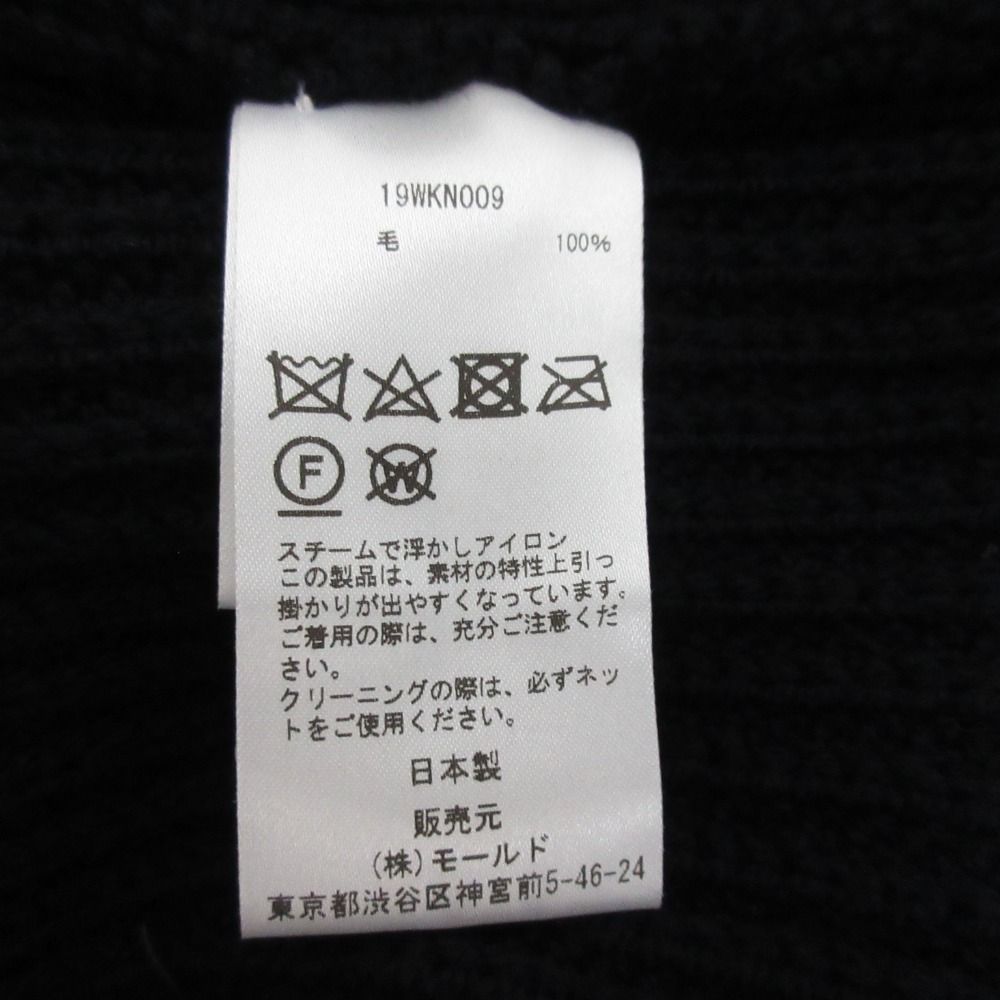 19WKN009
毛 100%
F W
スチームで浮かしアイロン
この製品は、素材の特性上引っ
掛かりが出やすくなっています。
ご着用の際は、充分ご注意くだ
さい。
クリーニングの際は、必ずネッ
トをご使用ください。
日本製
販売元
(株)モールド
東京都渋谷区神宮前5-46-24